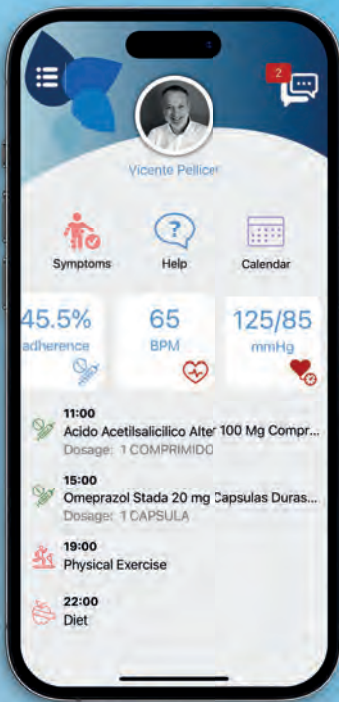 2
Vicente Pellicer
Symptoms
Help
Calendar
45.5%
65
125/85
adherence
BPM
mmHg
11:00
Acido Acetilsalicilico Alter 100 Mg Compr...
Dosage: 1 COMPRIMIDO
15:00
Omeprazol Stada 20 mg Capsulas Duras...
Dosage: 1 CAPSULA
19:00
Physical Exercise
22:00
Diet